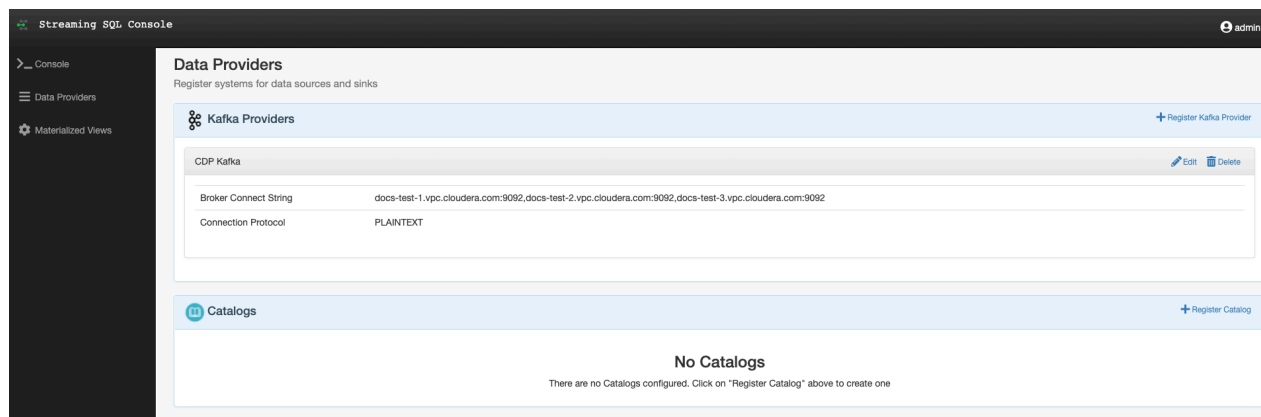 Streaming SQL Console
admin
Console
Data Providers
Materialized Views
Data Providers
Register systems for data sources and sinks
Kafka Providers
Register Kafka Provider
CDP Kafka
Edit Delete
Broker Connect String docs-test-1.vpc.cloudera.com:9092,docs-test-2.vpc.cloudera.com:9092,docs-test-3.vpc.cloudera.com:9092
Connection Protocol PLAINTEXT
Catalogs
Register Catalog
No Catalogs
There are no Catalogs configured. Click on "Register Catalog" above to create one